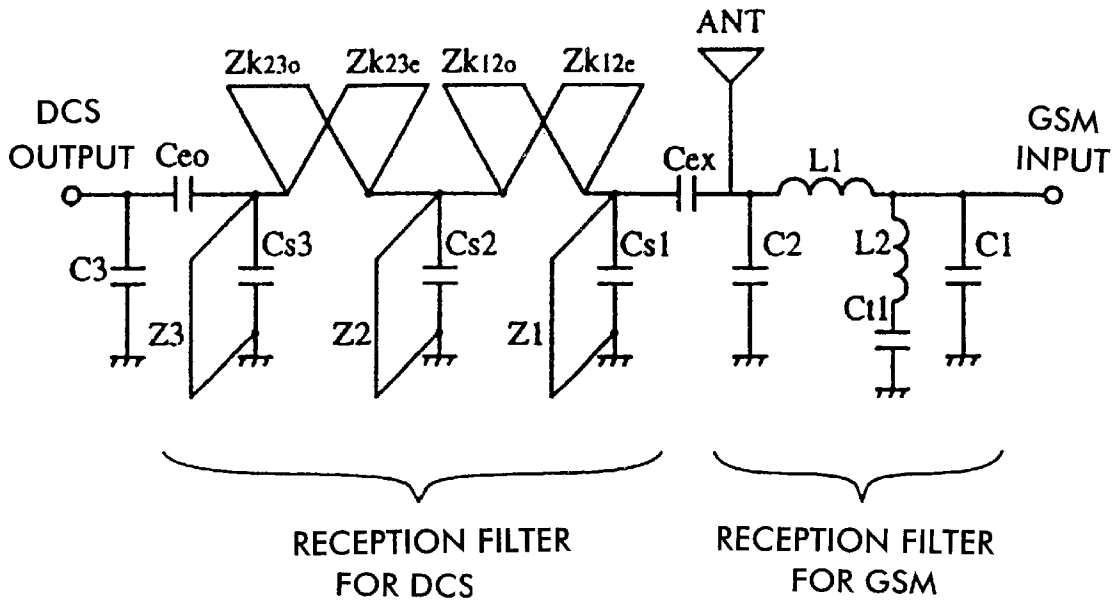 ANT
Zk23o Zk23e Zk12o Zk12e
DCS
OUTPUT
GSM
INPUT
Ceo
Cex
L1
C3
Cs3
Cs2
Cs1
C2
L2
C1
Ct1
Z3
Z2
Z1
RECEPTION FILTER
FOR DCS
RECEPTION FILTER
FOR GSM